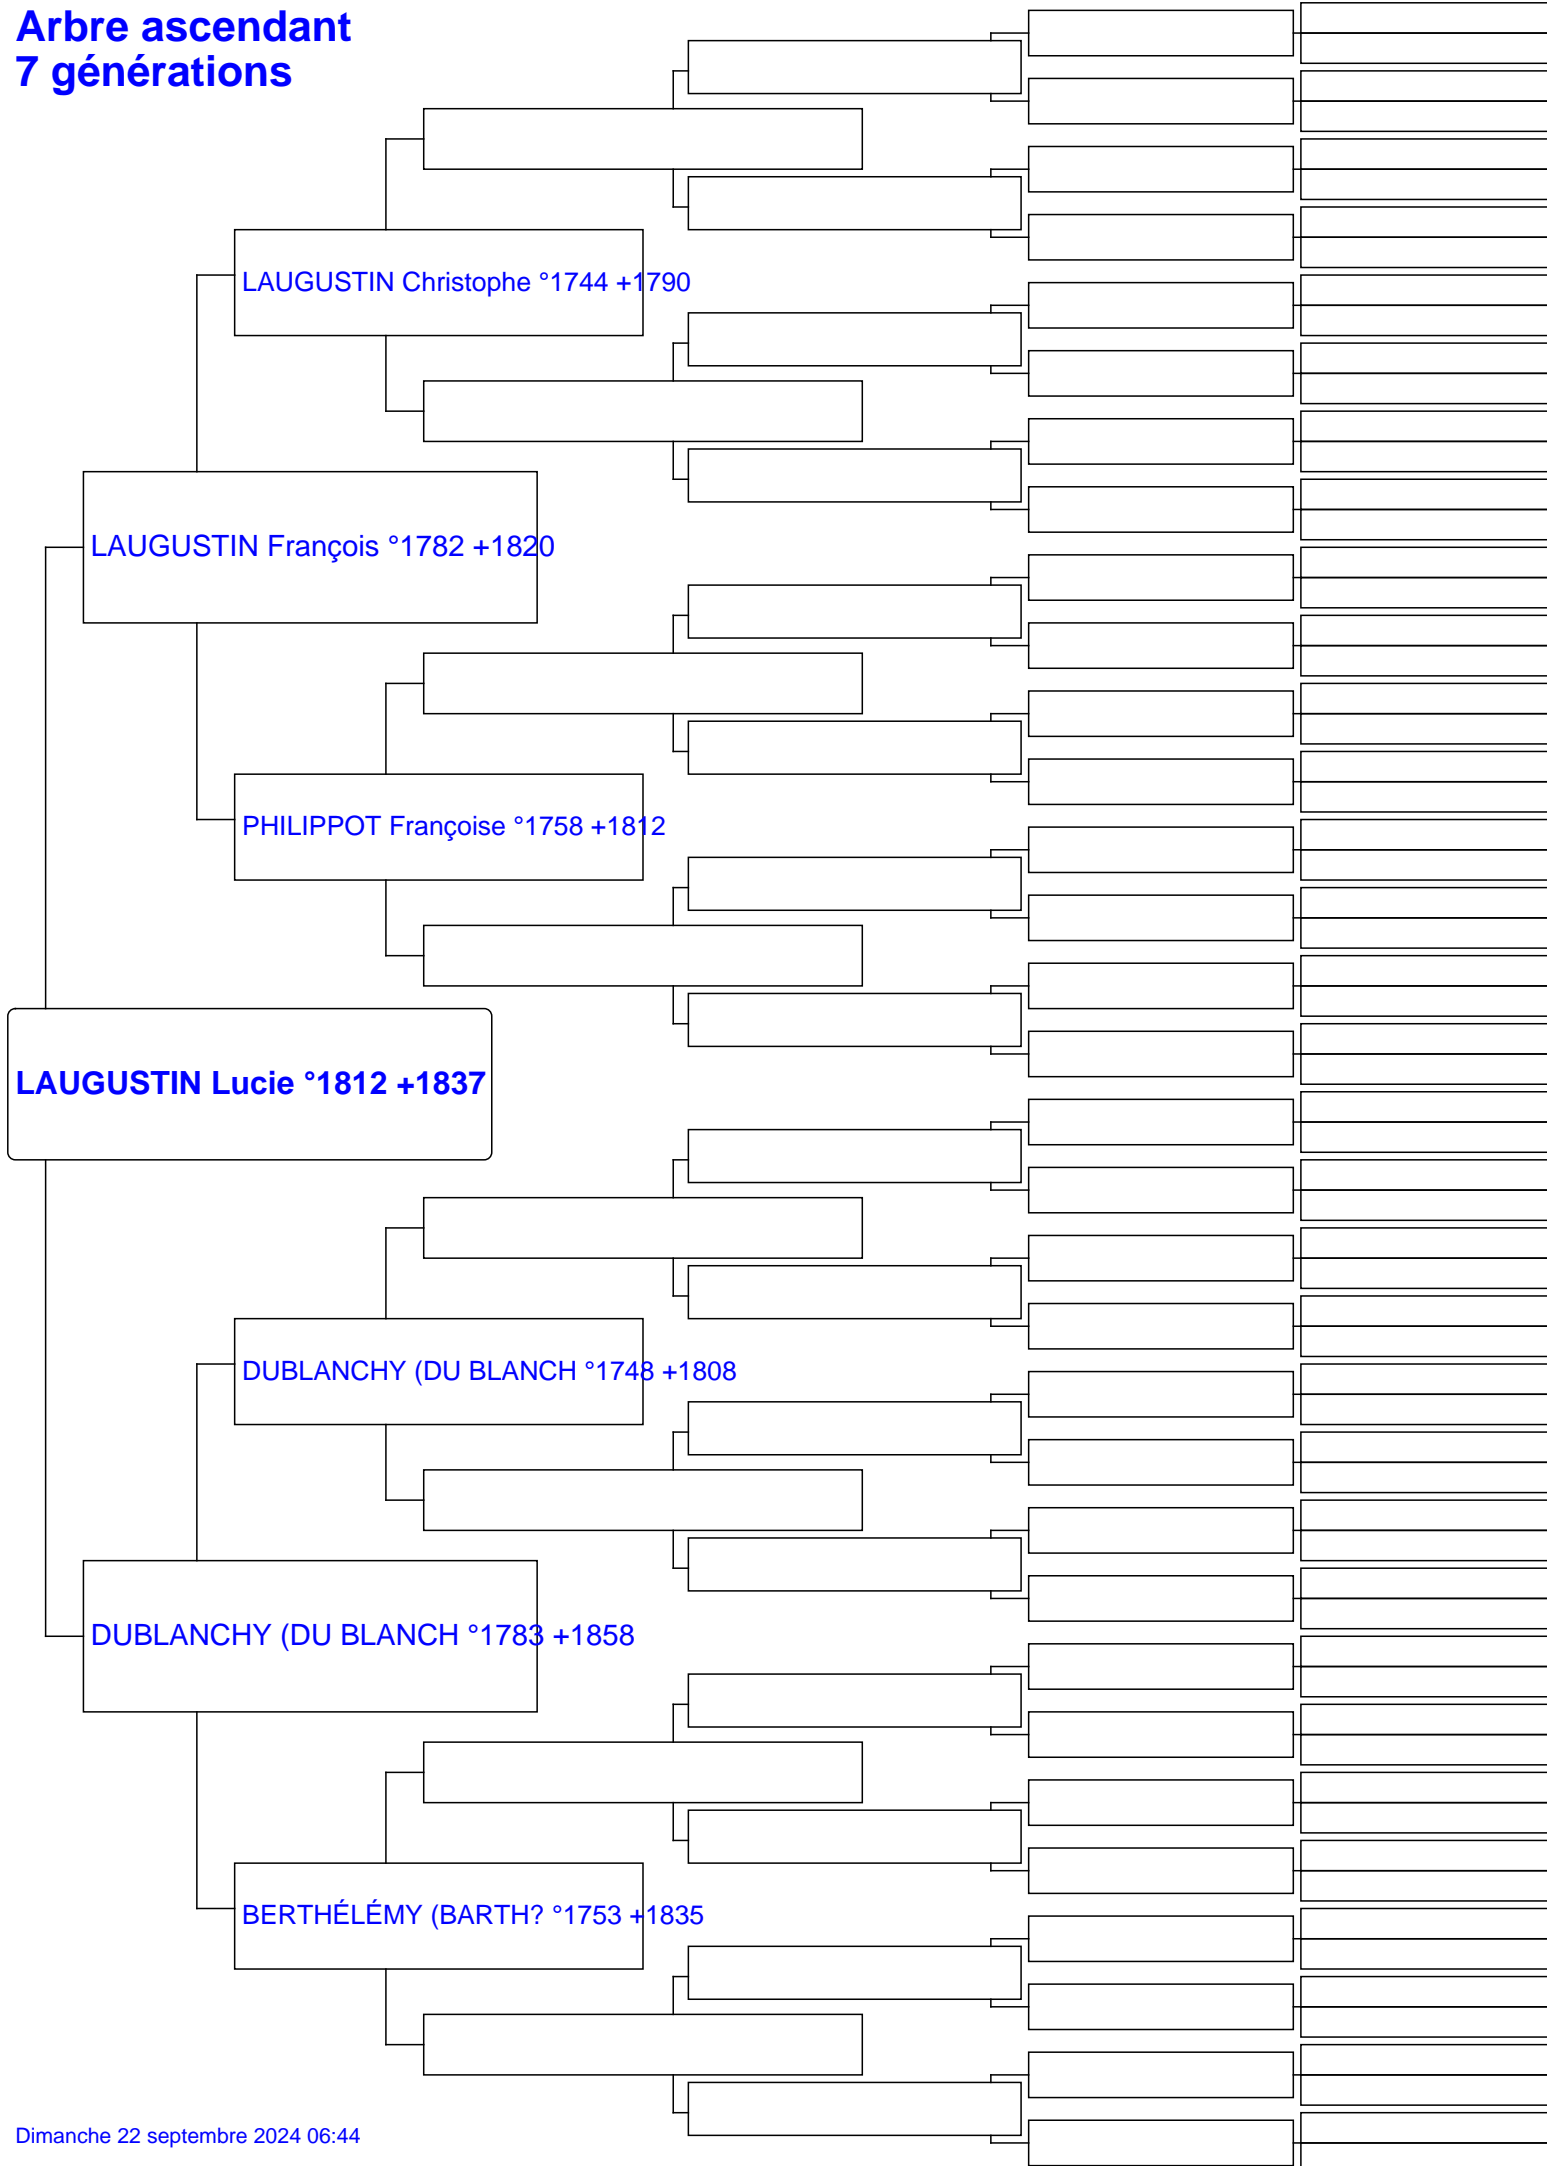 Arbre ascendant
7 générations
LAUGUSTIN Christophe °1744 +1790
LAUGUSTIN François °1782 +1820
PHILIPPOT Françoise °1758 +1812
LAUGUSTIN Lucie °1812 +1837
DUBLANCHY (DU BLANCH °1748 +1808
DUBLANCHY (DU BLANCH °1783 +1858
BERTHÉLÉMY (BARTH? °1753 +1835
Dimanche 22 septembre 2024 06:44